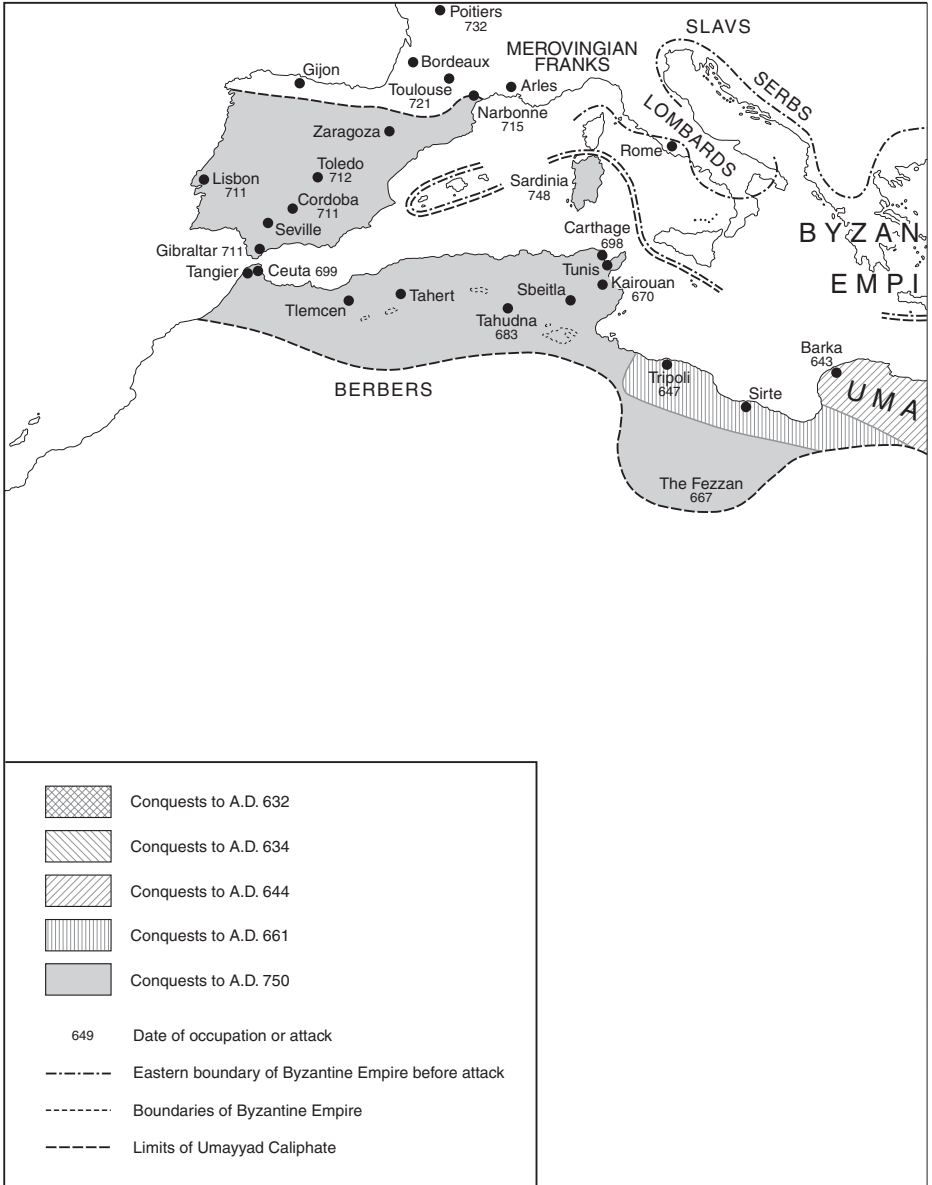 Poitiers
732
SLAVS
MEROVINGIAN
FRANKS
Bordeaux
Gijon
Toulouse
721
Arles
SERBS
Narbonne
715
LOMBARDS
Zaragoza
Rome
Toledo
712
Lisbon
711
Sardinia
748
Cordoba
711
Seville
Carthage
698
BYZAN
Gibraltar 711
Tangier
Ceuta 699
Tunis
Kairouan
670
EMPI
Sbeitla
Tahert
Tlemcen
Tahudna
683
Barka
643
BERBERS
Tripoli
647
Sirte
UMA
The Fezzan
667
Conquests to A.D. 632
Conquests to A.D. 634
Conquests to A.D. 644
Conquests to A.D. 661
Conquests to A.D. 750
649 Date of occupation or attack
Eastern boundary of Byzantine Empire before attack
Boundaries of Byzantine Empire
Limits of Umayyad Caliphate